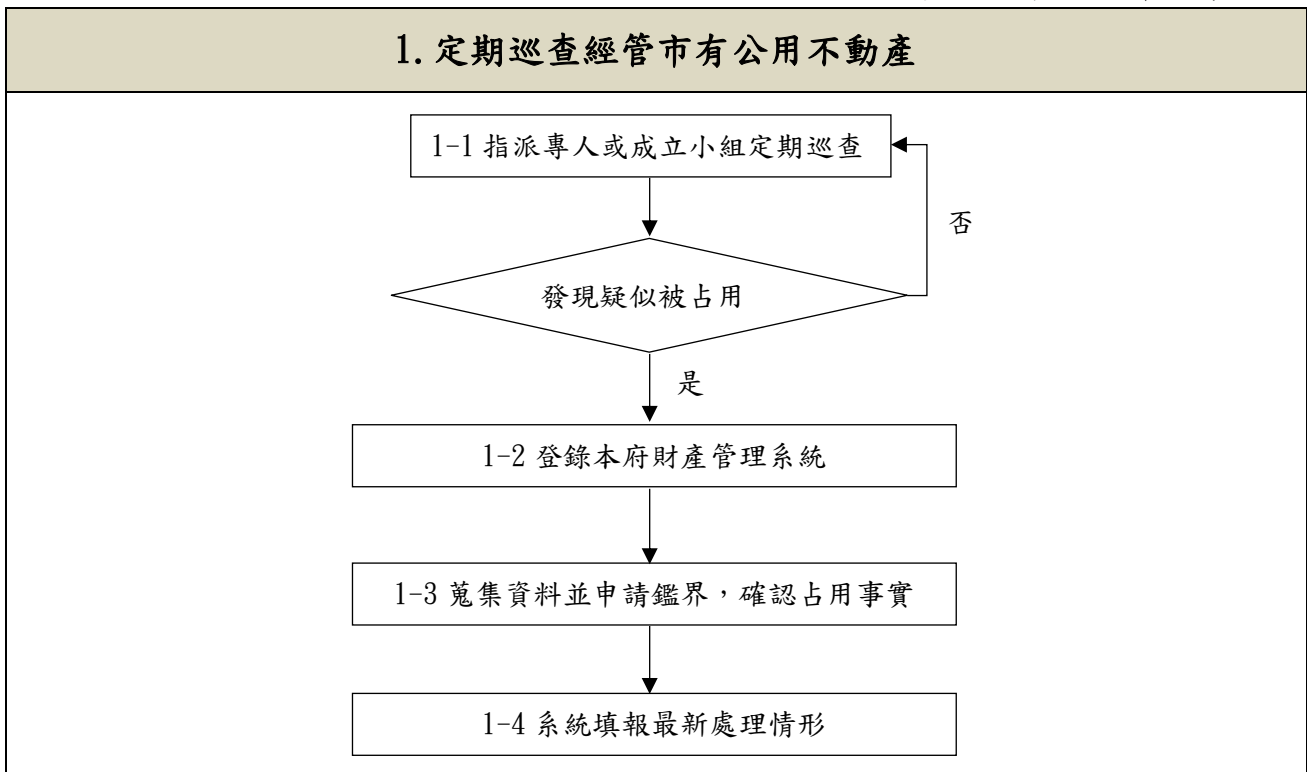 1.定期巡查經管市有公用不動產
1-1 指派專人或成立小組定期巡查
否
發現疑似被占用
是
1-2 登錄本府財產管理系統
1-3 蒐集資料並申請鑑界，確認占用事實
1-4 系統填報最新處理情形